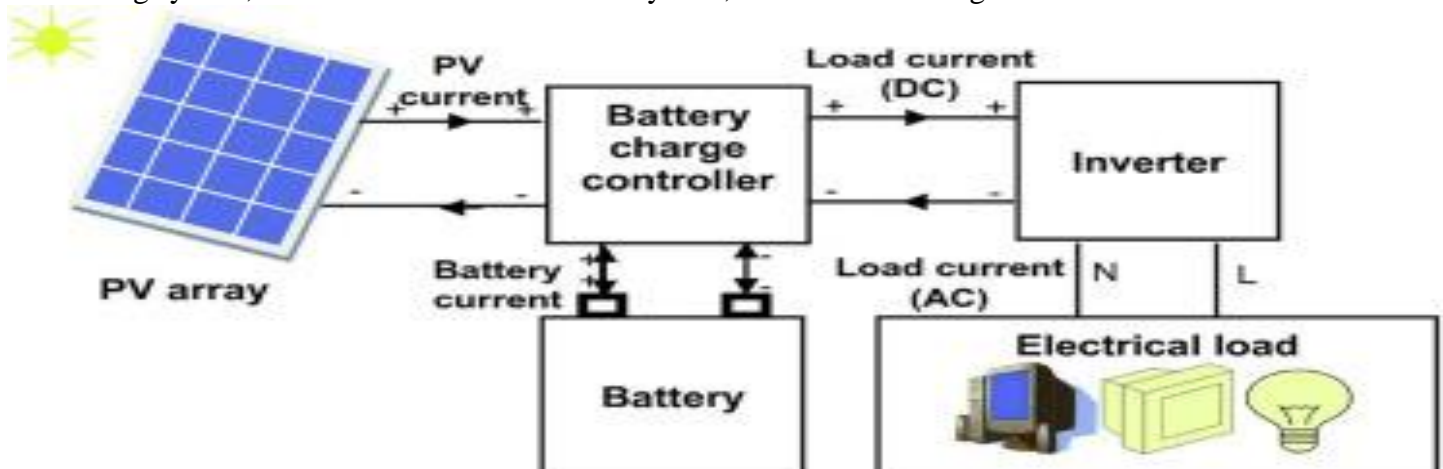 PV
current
+
+
-
-
PV array
Battery
charge
controller
Load current
(DC)
+
+
-
-
Inverter
Battery
current
+
+
-
-
Battery
Load current
(AC)
N
L
Electrical load